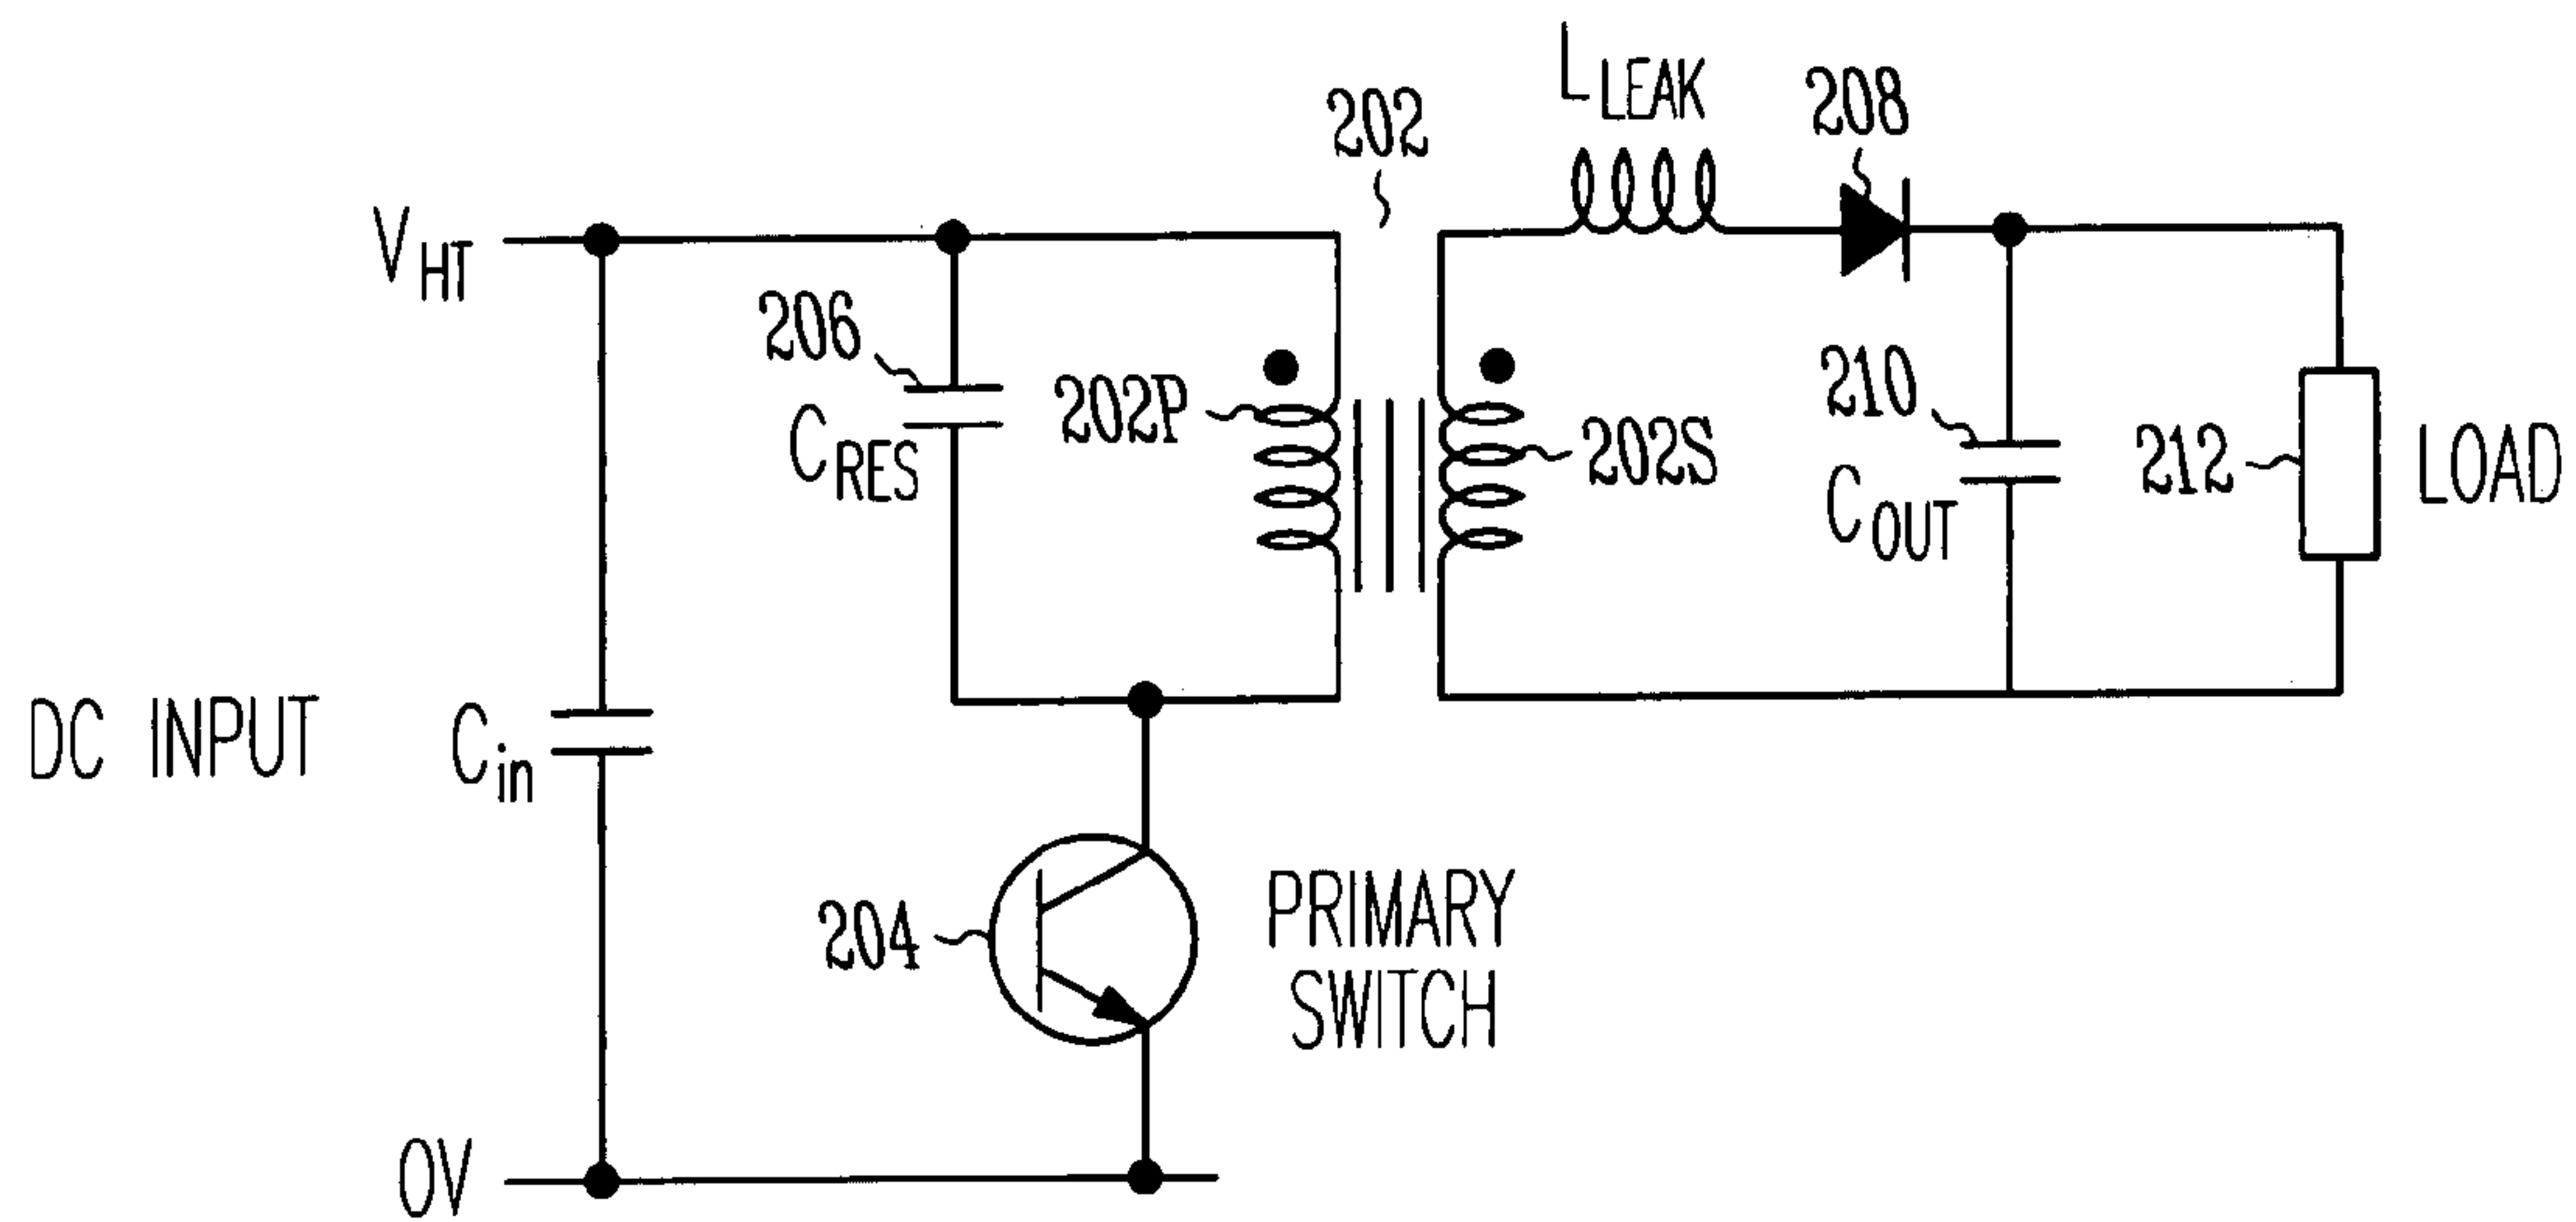 L LEAK
202
208
V HT
206
C RES
202P
202S
210
C OUT
212
LOAD
DC INPUT
C in
204
PRIMARY
SWITCH
0V